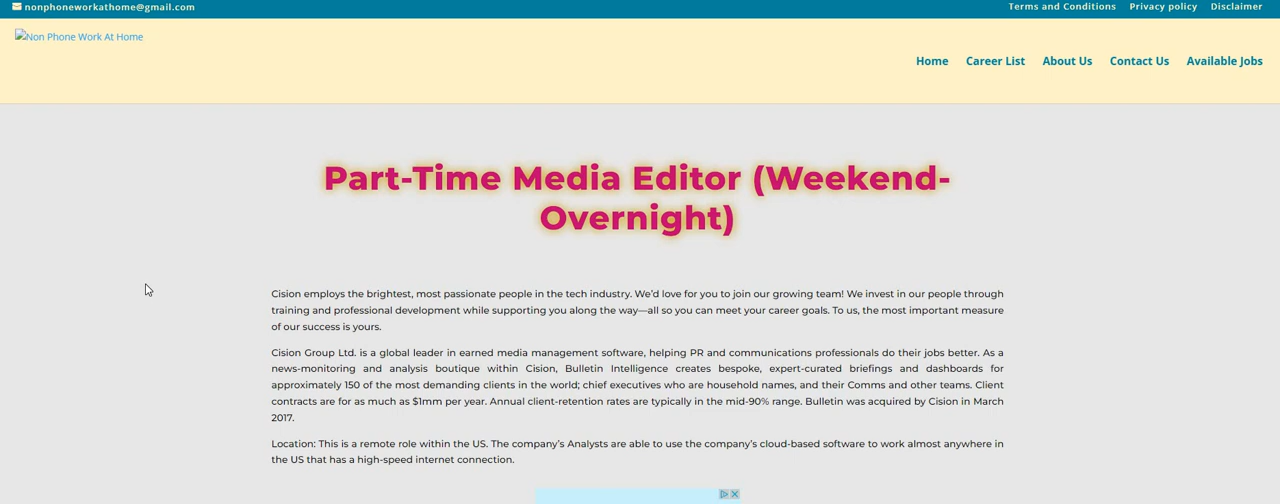 nonphoneworkathome@gmail.com
Terms and Conditions Privacy policy Disclaimer
Non Phone Work At Home
Home Career List About Us Contact Us Available Jobs
Part-Time Media Editor (Weekend-
Overnight)
Cision employs the brightest, most passionate people in the tech industry. We’d love for you to join our growing team! We invest in our people through
training and professional development while supporting you along the way—all so you can meet your career goals. To us, the most important measure
of our success is yours.
Cision Group Ltd. is a global leader in earned media management software, helping PR and communications professionals do their jobs better. As a
news-monitoring and analysis boutique within Cision, Bulletin Intelligence creates bespoke, expert-curated briefings and dashboards for
approximately 150 of the most demanding clients in the world; chief executives who are household names, and their Comms and other teams. Client
contracts are for as much as $1mm per year. Annual client-retention rates are typically in the mid-90% range. Bulletin was acquired by Cision in March
2017.
Location: This is a remote role within the US. The company’s Analysts are able to use the company’s cloud-based software to work almost anywhere in
the US that has a high-speed internet connection.